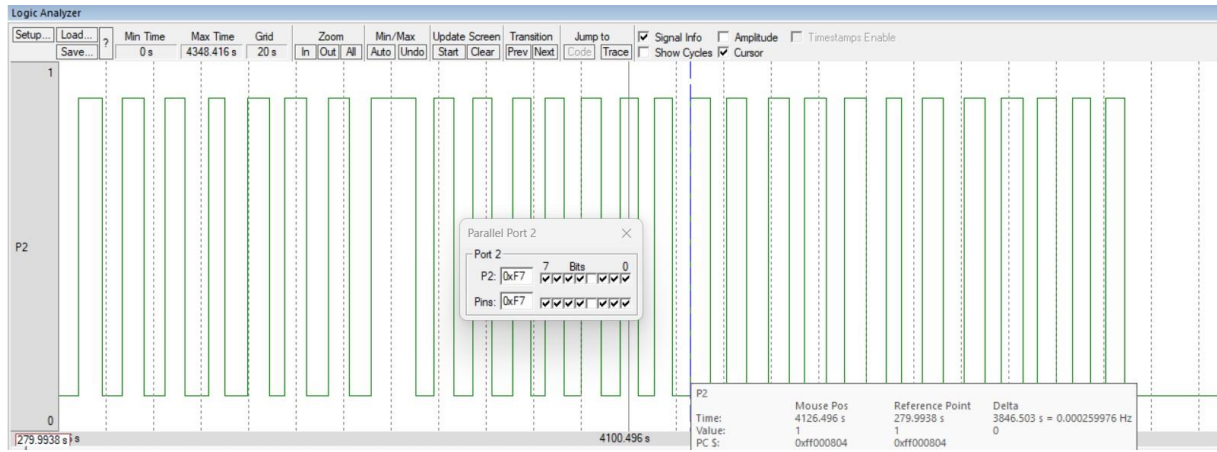 Logic Analyzer
Setup... Load... ? Min Time Max Time Grid Zoom Min/Max Update Screen Transition Jump to Signal Info Amplitude Timestamps Enable
Save... 0 s 4348.416 s 20 s In Out All Auto Undo Start Clear Prev Next Code Trace Show Cycles Cursor
1
P2
Parallel Port 2
Port 2
7 Bits 0
P2: 0xF7
Pins: 0xF7
0
279.9938 s 4100.496 s
P2
Mouse Pos Reference Point Delta
Time: 4126.496 s 279.9938 s 3846.503 s = 0.000259976 Hz
Value: 1 1 0
PC $: 0xff000804 0xff000804